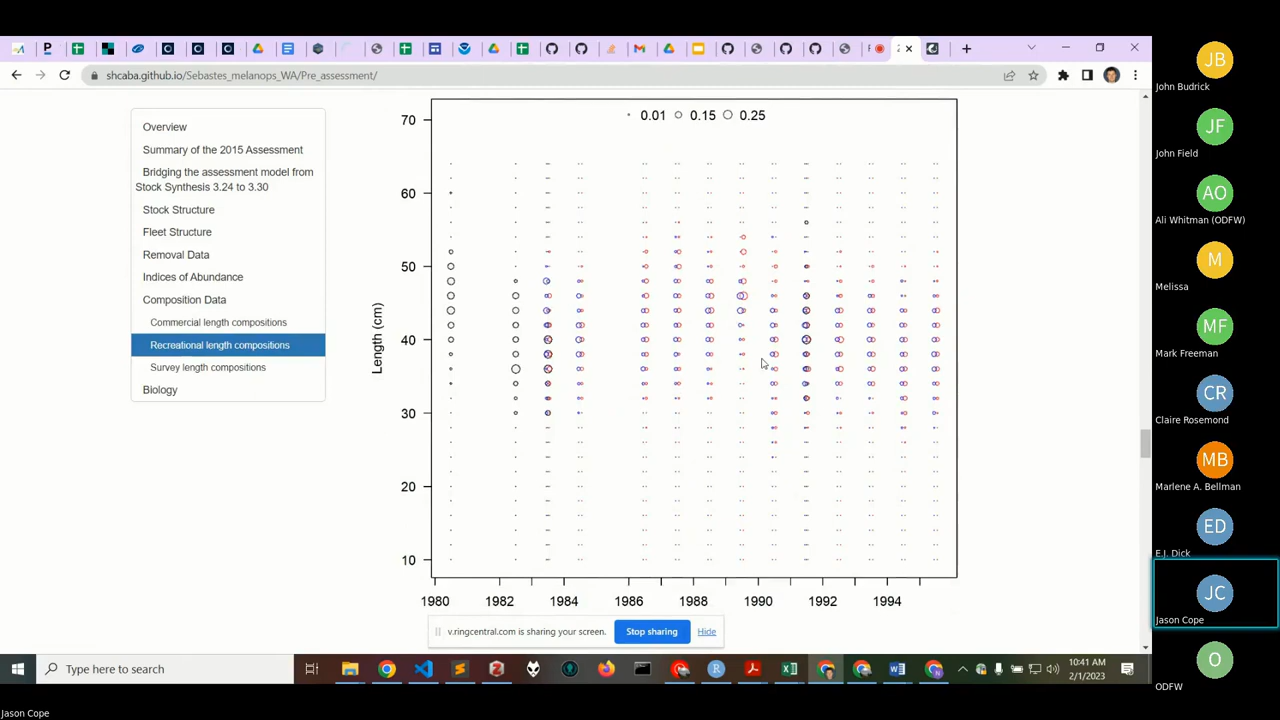 shcaba.github.io/Sebastes_melanops_WA/Pre_assessment/
Overview
Summary of the 2015 Assessment
Bridging the assessment model from
Stock Synthesis 3.24 to 3.30
Stock Structure
Fleet Structure
Removal Data
Indices of Abundance
Composition Data
Commercial length compositions
Recreational length compositions
Survey length compositions
Biology
0.01 0.15 0.25
Length (cm)
70
60
50
40
30
20
10
1980 1982 1984 1986 1988 1990 1992 1994
v.ringcentral.com is sharing your screen. Stop sharing Hide
Type here to search
10:41 AM
2/1/2023
JB
John Budrick
JF
John Field
AO
Ali Whitman (ODFW)
M
Melissa
MF
Mark Freeman
CR
Claire Rosemond
MB
Marlene A. Bellman
ED
E.J. Dick
JC
Jason Cope
O
ODFW
Jason Cope